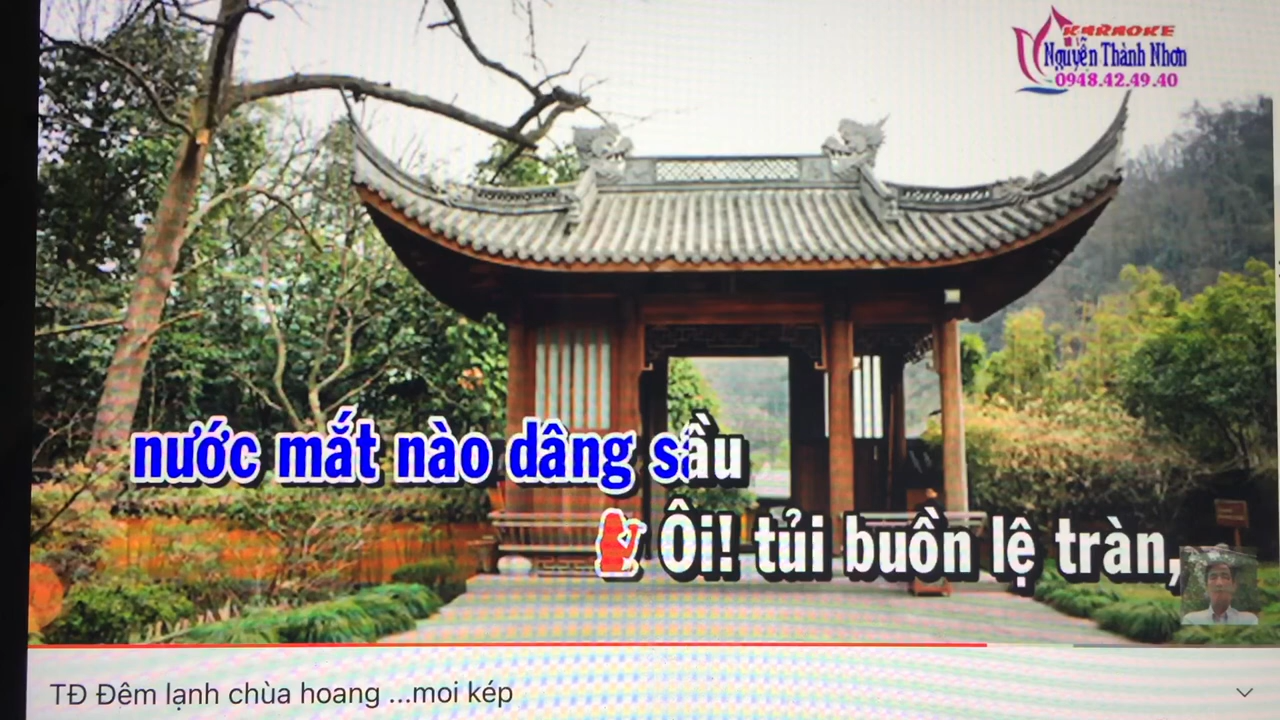 KARAOKE
Nguyễn Thành Nhơn
0948.42.49.40
nước mắt nào dâng sầu
Ôi! tủi buồn lệ tràn,
TĐ Đêm lạnh chùa hoang ...moi kép